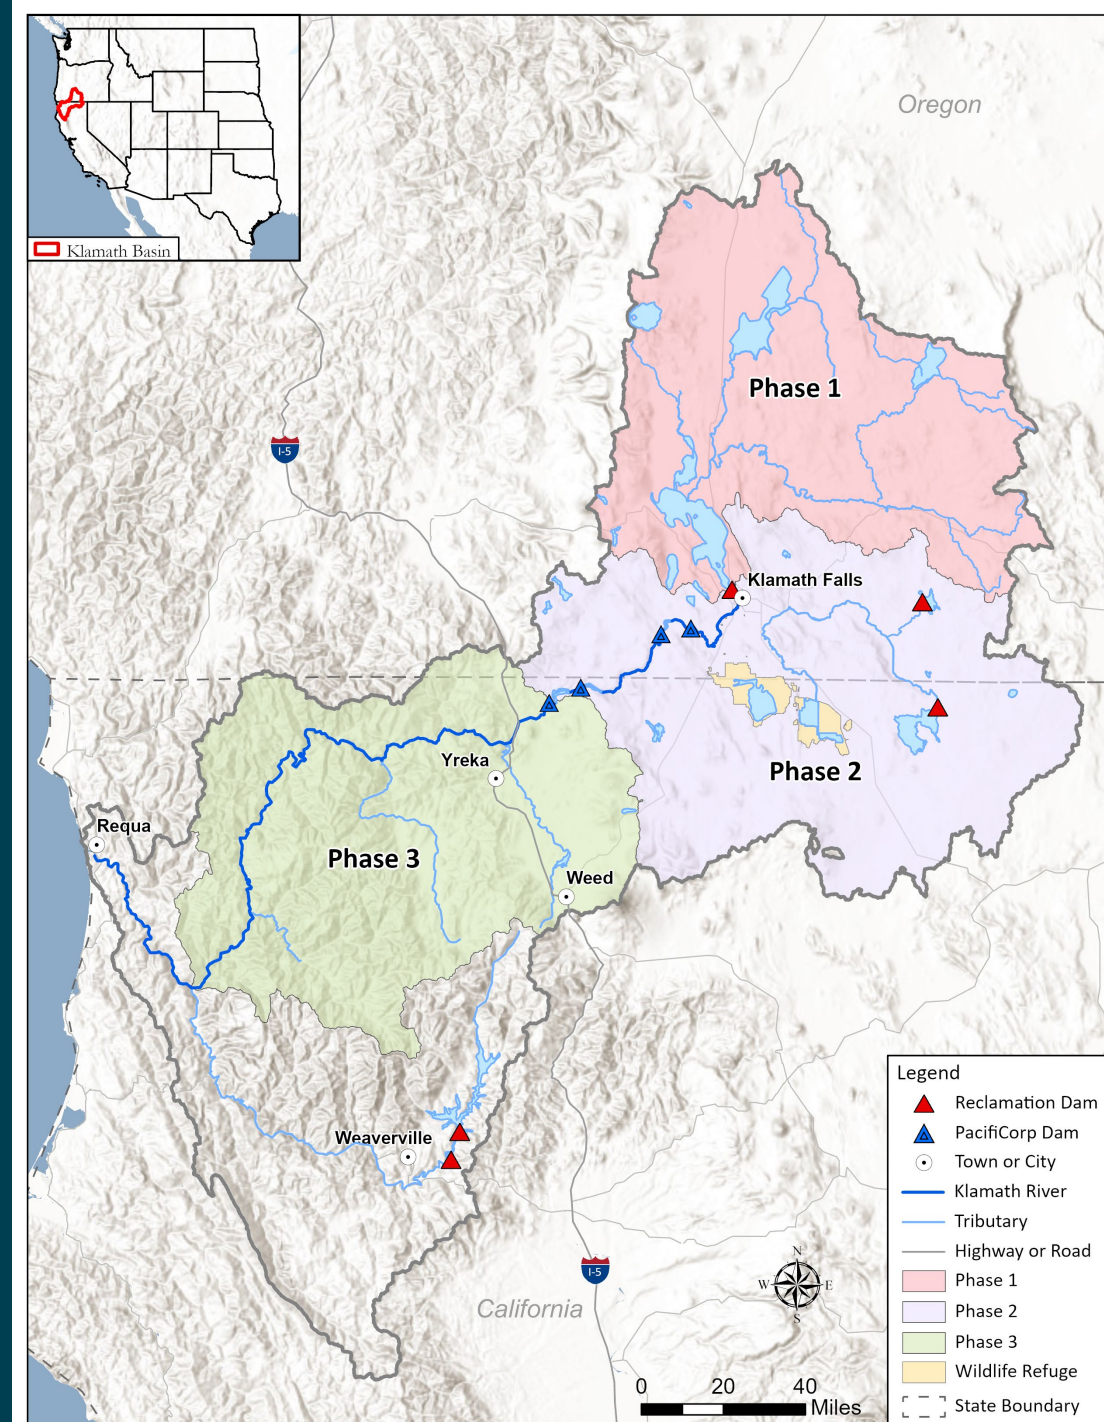 Klamath Basin
Oregon
Phase 1
I-5
Klamath Falls
Yreka
Phase 2
Requa
Phase 3
Weed
Weaverville
I-5
California
N
W
E
S
0
20
40
Miles
Legend
Reclamation Dam
PacifiCorp Dam
Town or City
Klamath River
Tributary
Highway or Road
Phase 1
Phase 2
Phase 3
Wildlife Refuge
State Boundary